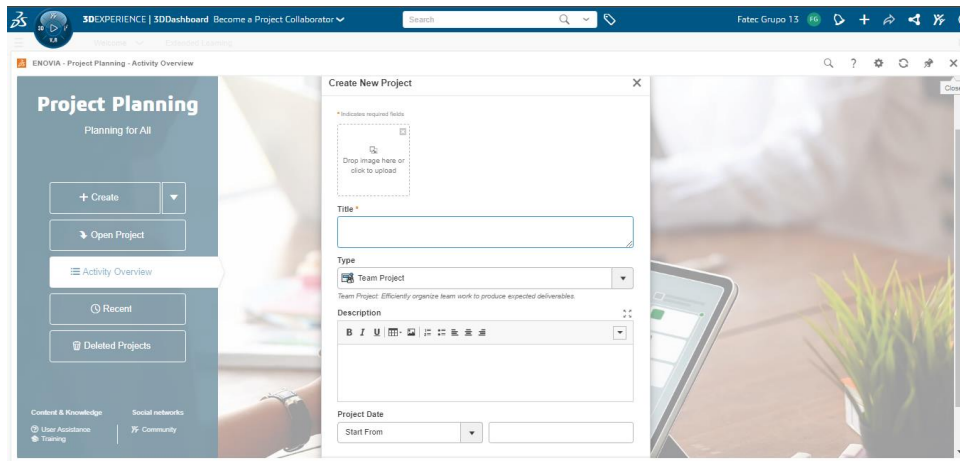 3DEXPERIENCE | 3DDashboard Become a Project Collaborator
Search
Fatec Grupo 13 FG
3D
V.R
Welcome
ENOVIA - Project Planning - Activity Overview
Close
Project Planning
Planning for All
+ Create
Open Project
Activity Overview
Recent
Deleted Projects
Content & Knowledge Social networks
User Assistance Community
Training
Create New Project
* Indicates required fields
Drop image here or
click to upload
Title *
Type
Team Project
Team Project: Efficiently organize team work to produce expected deliverables.
Description
B I U
Project Date
Start From